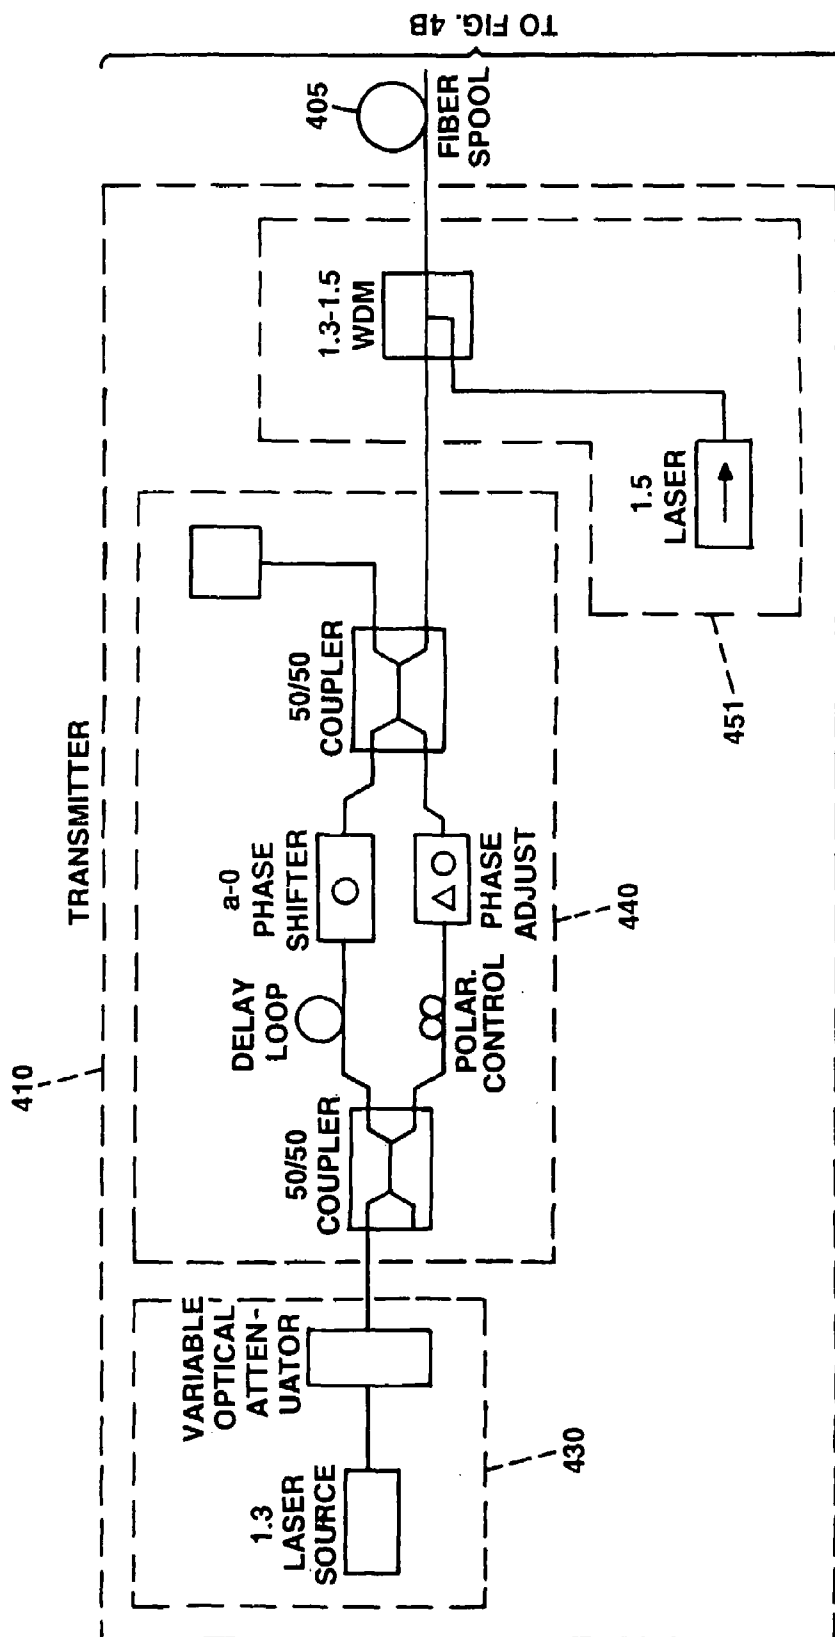 TO FIG. 4B
410
TRANSMITTER
405
FIBER
SPOOL
1.3
LASER
SOURCE
VARIABLE
OPTICAL
ATTEN-
UATOR
430
50/50
COUPLER
DELAY
LOOP
a-0
PHASE
SHIFTER
POLAR.
CONTROL
PHASE
ADJUST
50/50
COUPLER
440
1.3-1.5
WDM
1.5
LASER
451